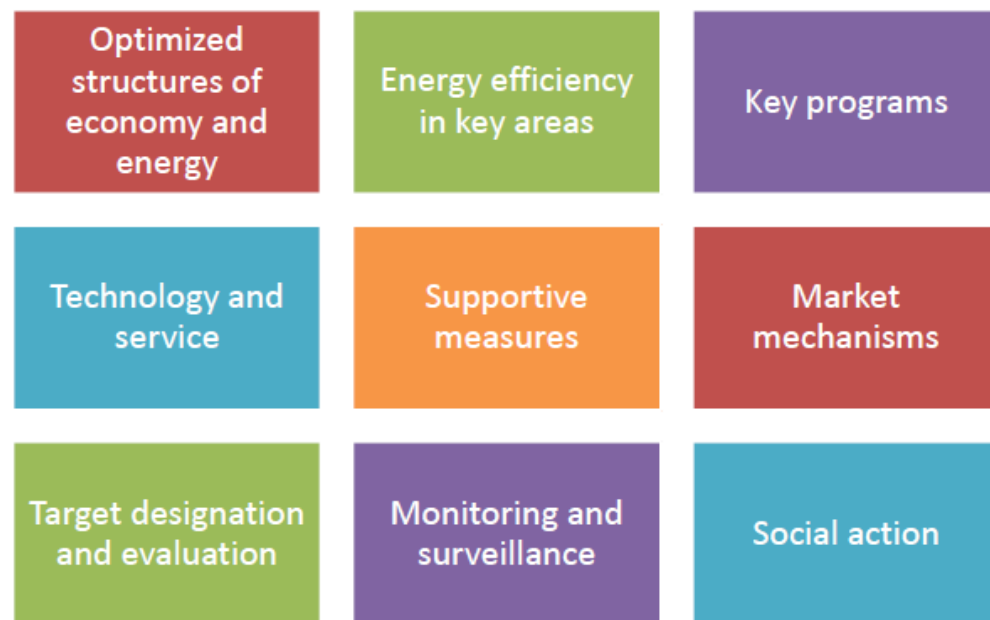 Optimized
structures of
economy and
energy
Energy efficiency
in key areas
Key programs
Technology and
service
Supportive
measures
Market
mechanisms
Target designation
and evaluation
Monitoring and
surveillance
Social action